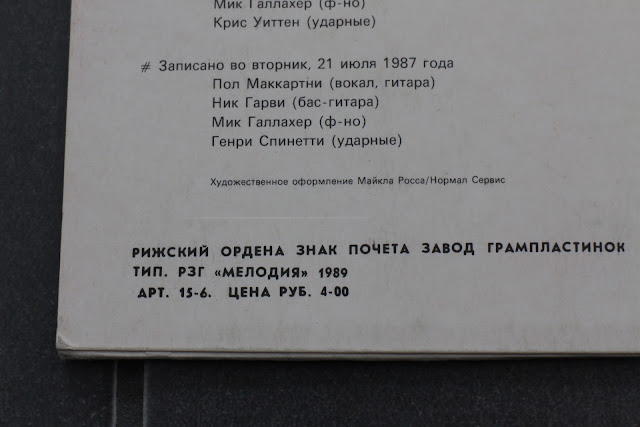 Мик Галлахер (ф-но)
Крис Уиттен (ударные)
# Записано во вторник, 21 июля 1987 года
Пол Маккартни (вокал, гитара)
Ник Гарви (бас-гитара)
Мик Галлахер (ф-но)
Генри Спинетти (ударные)
Художественное оформление Майкла Росса/Нормал Сервис
РИЖСКИЙ ОРДЕНА ЗНАК ПОЧЕТА ЗАВОД ГРАМПЛАСТИНОК
ТИП. РЗГ «МЕЛОДИЯ» 1989
АРТ. 15-6. ЦЕНА РУБ. 4-00